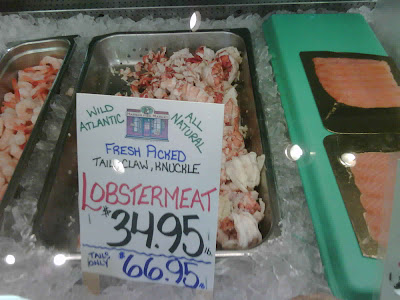 WILD ATLANTIC
ALL NATURAL
FRESH PICKED
TAIL, CLAW, KNUCKLE
LOBSTERMEAT
$34.95 lb.
TAILS ONLY
$66.95 lb.